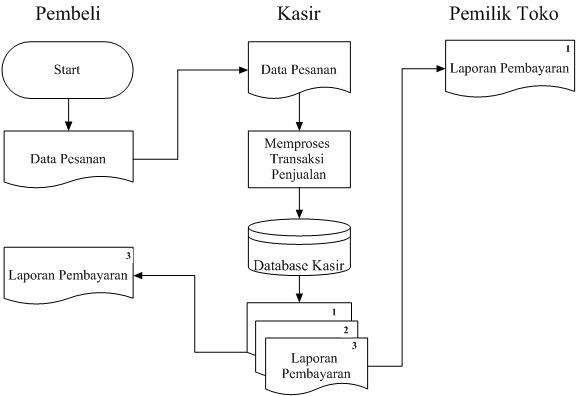 Pembeli
Kasir
Pemilik Toko
Start
Data Pesanan
1
Laporan Pembayaran
Data Pesanan
Memproses
Transaksi
Penjualan
3
Laporan Pembayaran
Database Kasir
1
2
3
Laporan
Pembayaran